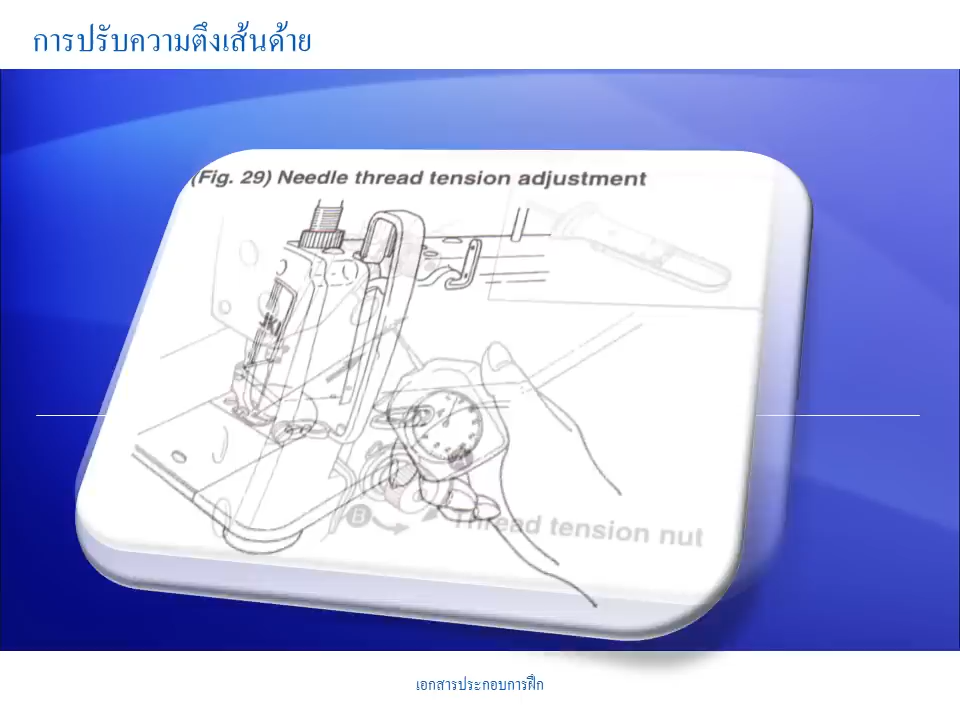 การปรับความตึงเส้นด้าย
(Fig. 29) Needle thread tension adjustment
B
Thread tension nut
เอกสารประกอบการฝึก